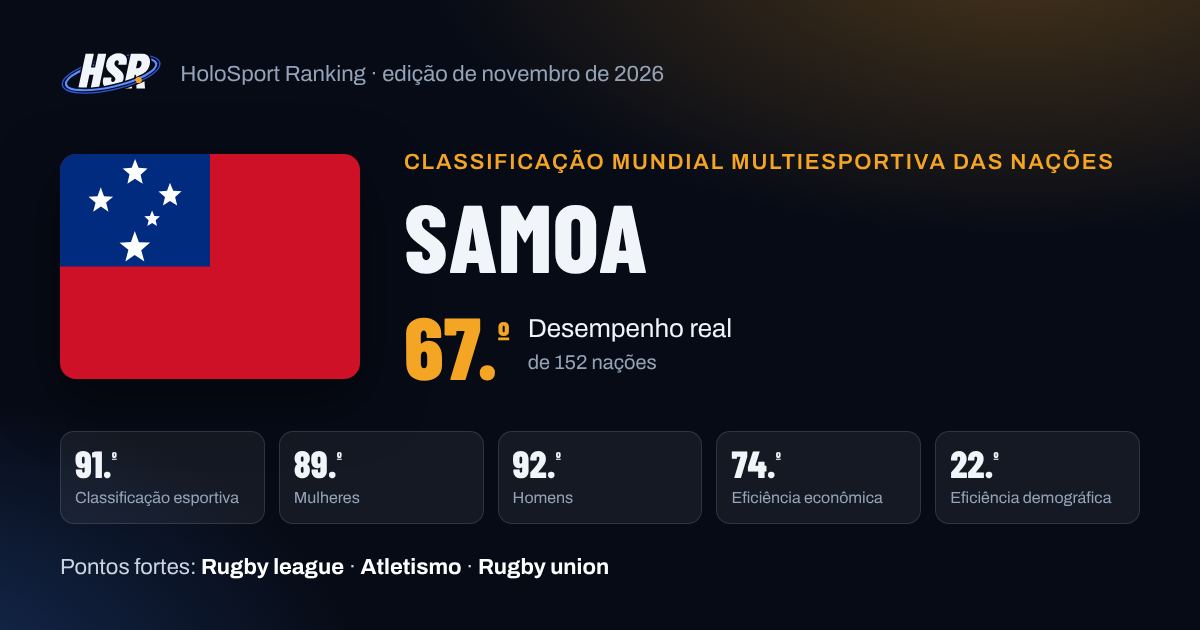 HSR
HoloSport Ranking · edição de novembro de 2026
CLASSIFICAÇÃO MUNDIAL MULTIESPORTIVA DAS NAÇÕES
SAMOA
67.º Desempenho real
de 152 nações
91.º
Classificação esportiva
89.º
Mulheres
92.º
Homens
74.º
Eficiência econômica
22.º
Eficiência demográfica
Pontos fortes: Rugby league · Atletismo · Rugby union